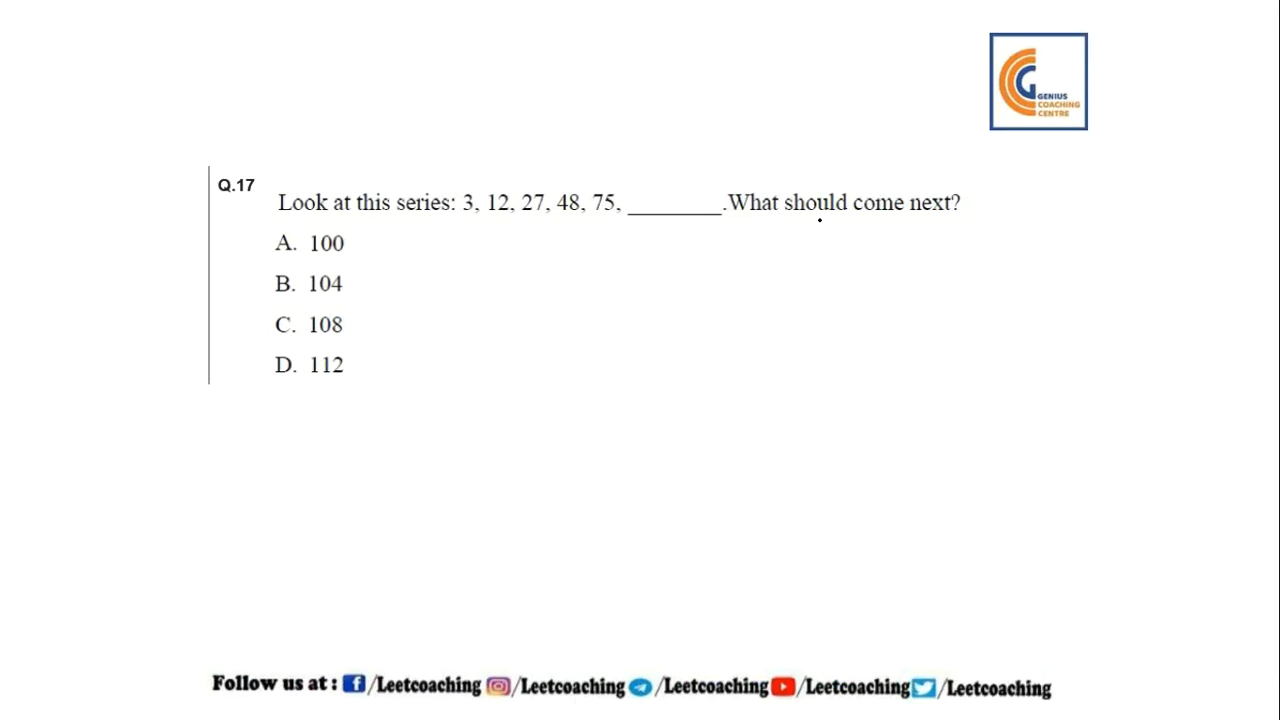 GENIUS
COACHING
CENTRE
Q.17
Look at this series: 3, 12, 27, 48, 75, ________.What should come next?
A. 100
B. 104
C. 108
D. 112
Follow us at : /Leetcoaching /Leetcoaching /Leetcoaching /Leetcoaching /Leetcoaching